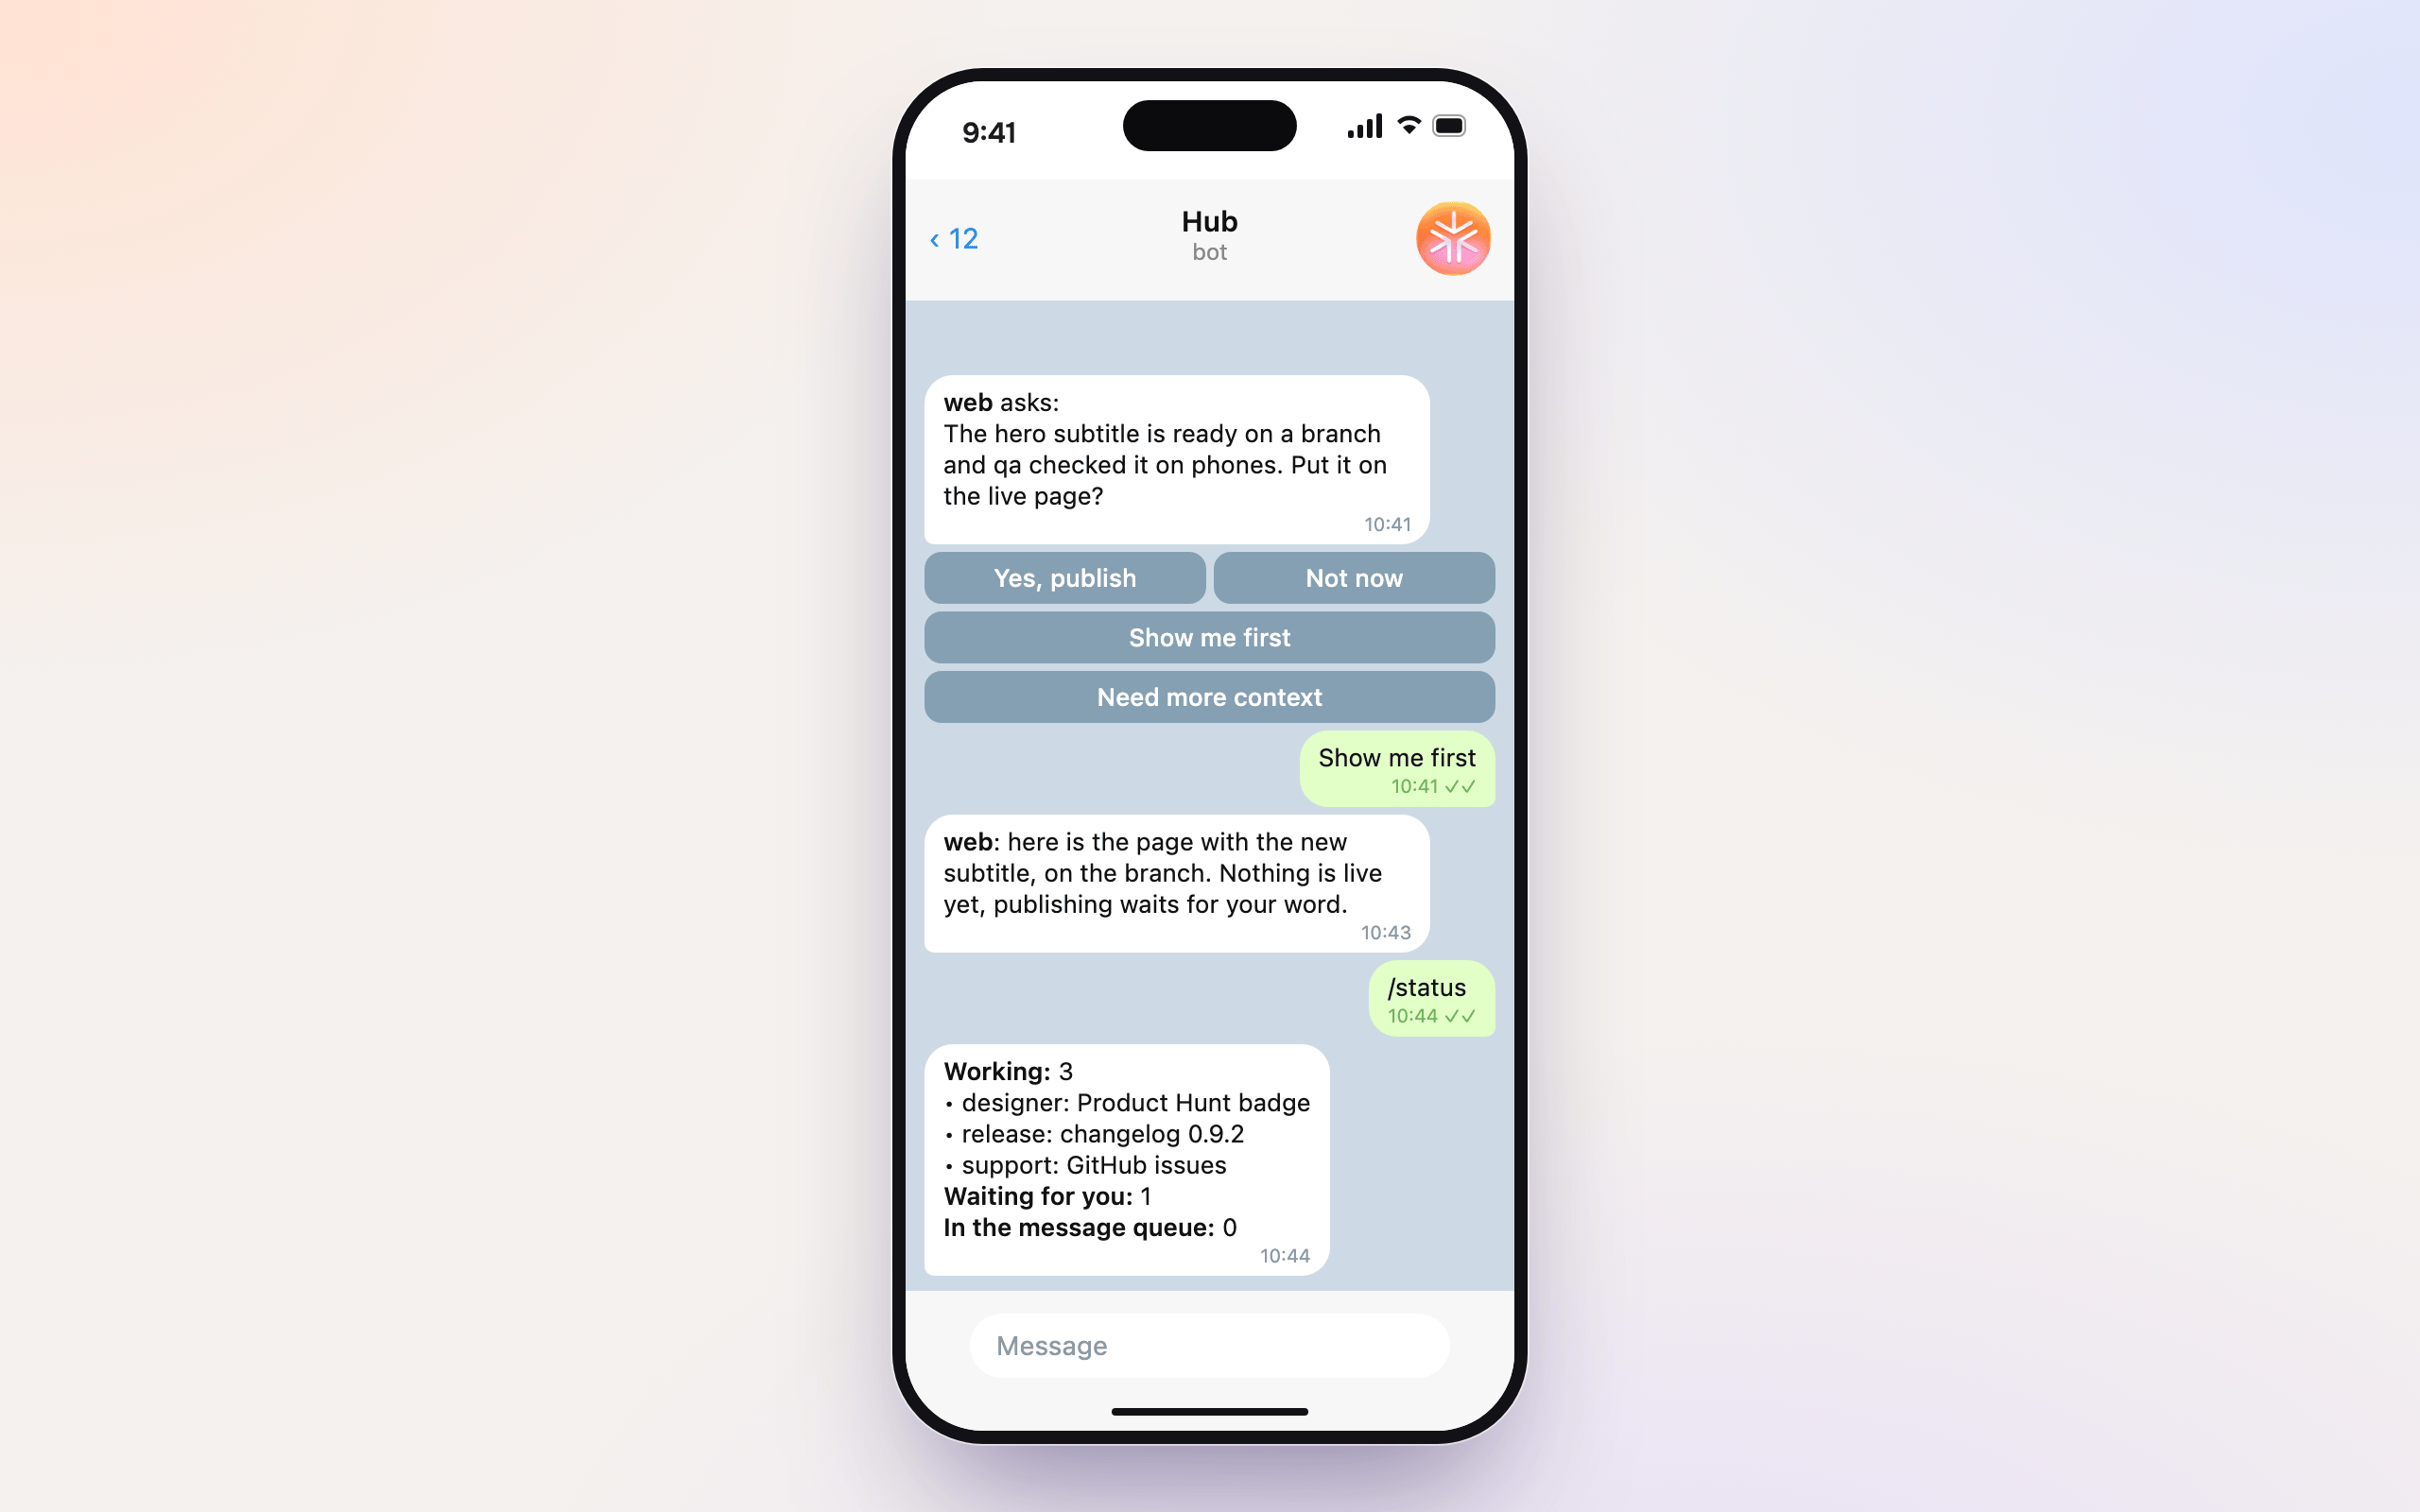 9:41
‹ 12
Hub
bot
web asks:
The hero subtitle is ready on a branch
and qa checked it on phones. Put it on
the live page?
10:41
Yes, publish
Not now
Show me first
Need more context
Show me first
10:41 ✓✓
web: here is the page with the new
subtitle, on the branch. Nothing is live
yet, publishing waits for your word.
10:43
/status
10:44 ✓✓
Working: 3
• designer: Product Hunt badge
• release: changelog 0.9.2
• support: GitHub issues
Waiting for you: 1
In the message queue: 0
10:44
Message